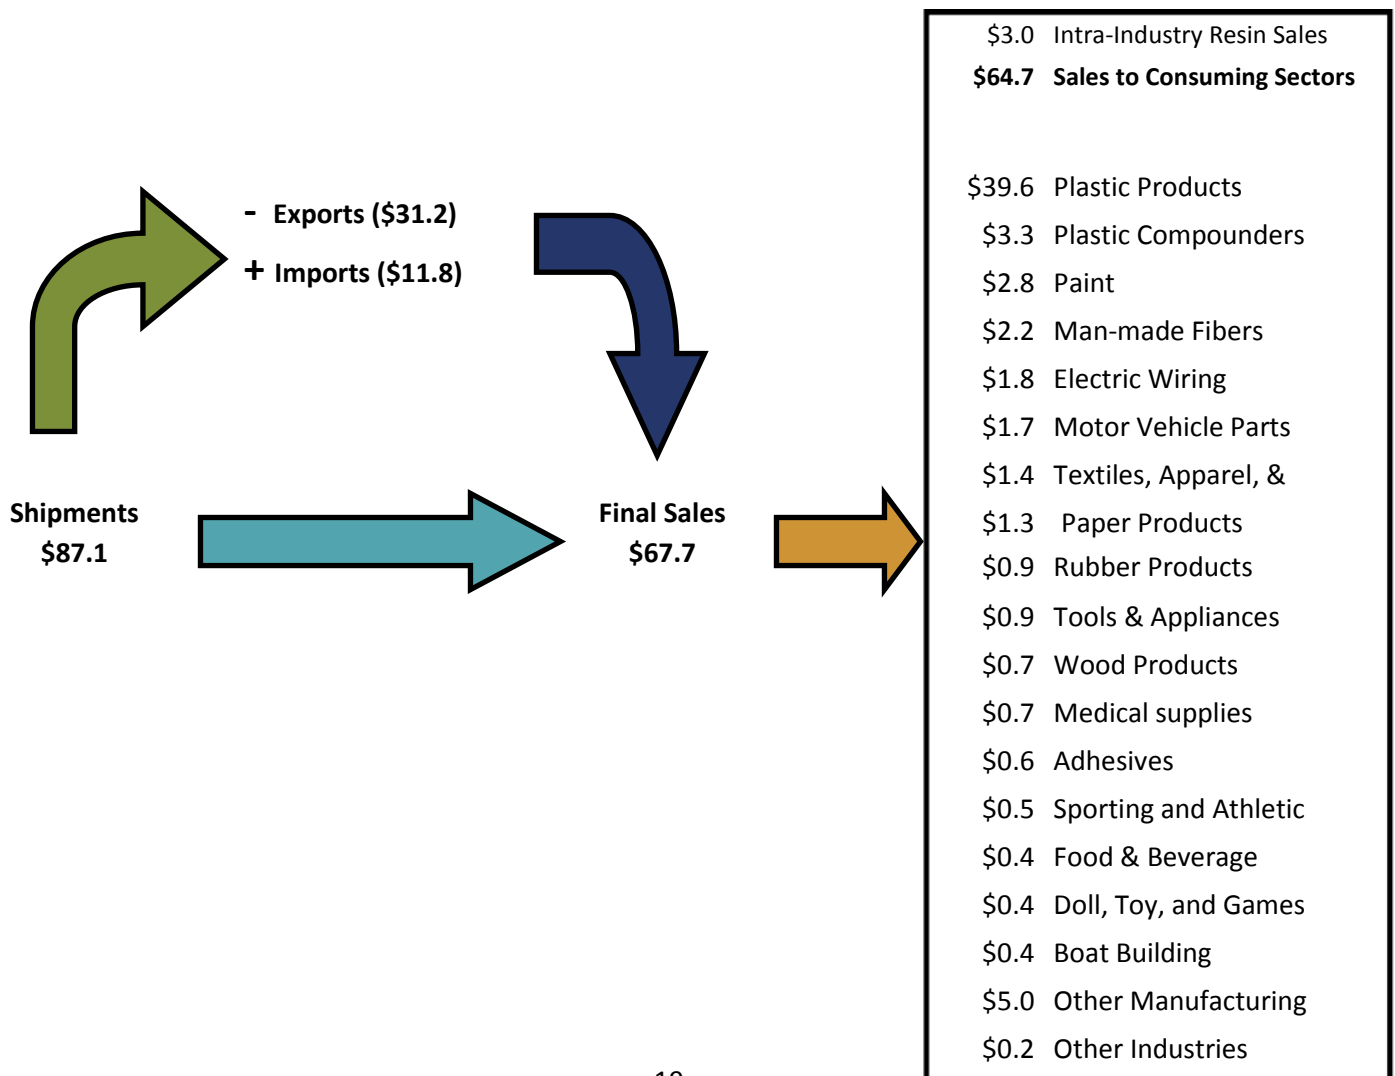 - Exports ($31.2)
+ Imports ($11.8)
Shipments
$87.1
Final Sales
$67.7
$3.0 Intra-Industry Resin Sales
$64.7 Sales to Consuming Sectors
$39.6 Plastic Products
$3.3 Plastic Compounders
$2.8 Paint
$2.2 Man-made Fibers
$1.8 Electric Wiring
$1.7 Motor Vehicle Parts
$1.4 Textiles, Apparel, &
$1.3 Paper Products
$0.9 Rubber Products
$0.9 Tools & Appliances
$0.7 Wood Products
$0.7 Medical supplies
$0.6 Adhesives
$0.5 Sporting and Athletic
$0.4 Food & Beverage
$0.4 Doll, Toy, and Games
$0.4 Boat Building
$5.0 Other Manufacturing
$0.2 Other Industries